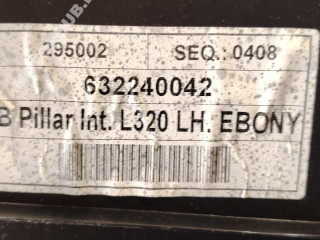 295002 SEQ.: 0408
632240042
B Pillar Int. L320 LH. EBONY